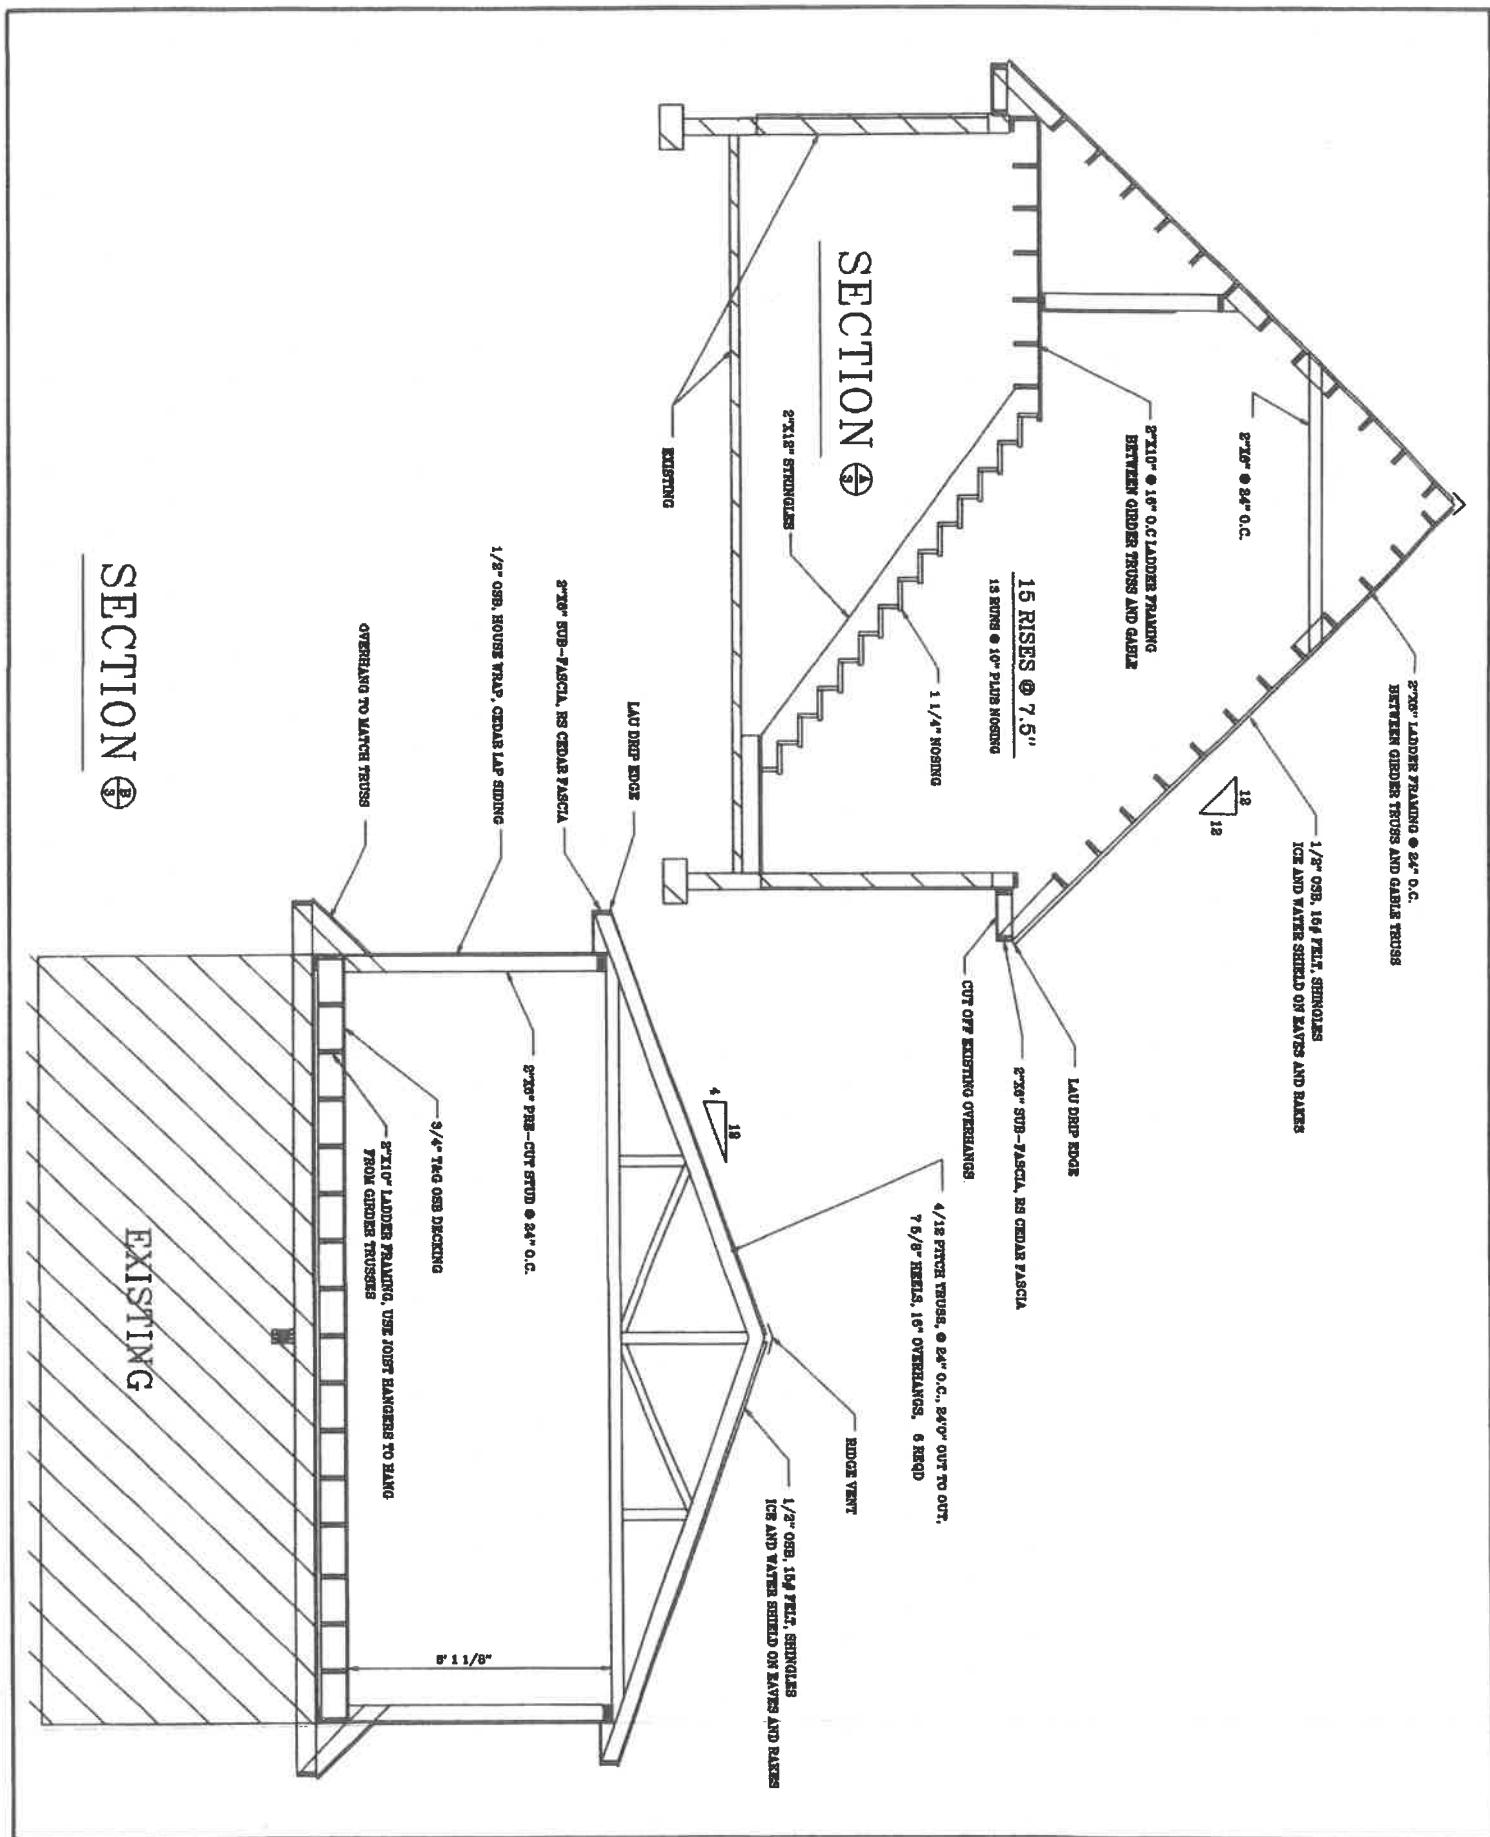 2"X6" LADDER FRAMING @ 24" O.C.
BETWEEN GIRDER TRUSS AND GABLE TRUSS
1/2" OSB, 15# FELT, SHINGLES
ICE AND WATER SHIELD ON EAVES AND RAKES
12
12
2"X6" @ 24" O.C.
2"X10" @ 16" O.C LADDER FRAMING
BETWEEN GIRDER TRUSS AND GABLE
15 RISES @ 7.5"
13 RUNS @ 10" PLUS NOSING
1 1/4" NOSING
LAU DRIP EDGE
2"X6" SUB-FASCIA, RS CEDAR FASCIA
CUT OFF EXISTING OVERHANGS
2"X12" STRINGLES
EXISTING
SECTION A
3
4/12 PITCH TRUSS, @ 24" O.C., 24'0" OUT TO OUT,
7 5/8" HEELS, 16" OVERHANGS, 6 REQD
RIDGE VENT
1/2" OSB, 15# FELT, SHINGLES
ICE AND WATER SHIELD ON EAVES AND RAKES
12
4
LAU DRIP EDGE
2"X6" SUB-FASCIA, RS CEDAR FASCIA
1/2" OSB, HOUSE WRAP, CEDAR LAP SIDING
OVERHANG TO MATCH TRUSS
2"X6" PRE-CUT STUD @ 24" O.C.
3/4" T&G OSB DECKING
2"X10" LADDER FRAMING, USE JOIST HANGERS TO HANG
FROM GIRDER TRUSSES
8' 1 1/8"
EXISTING
SECTION B
3